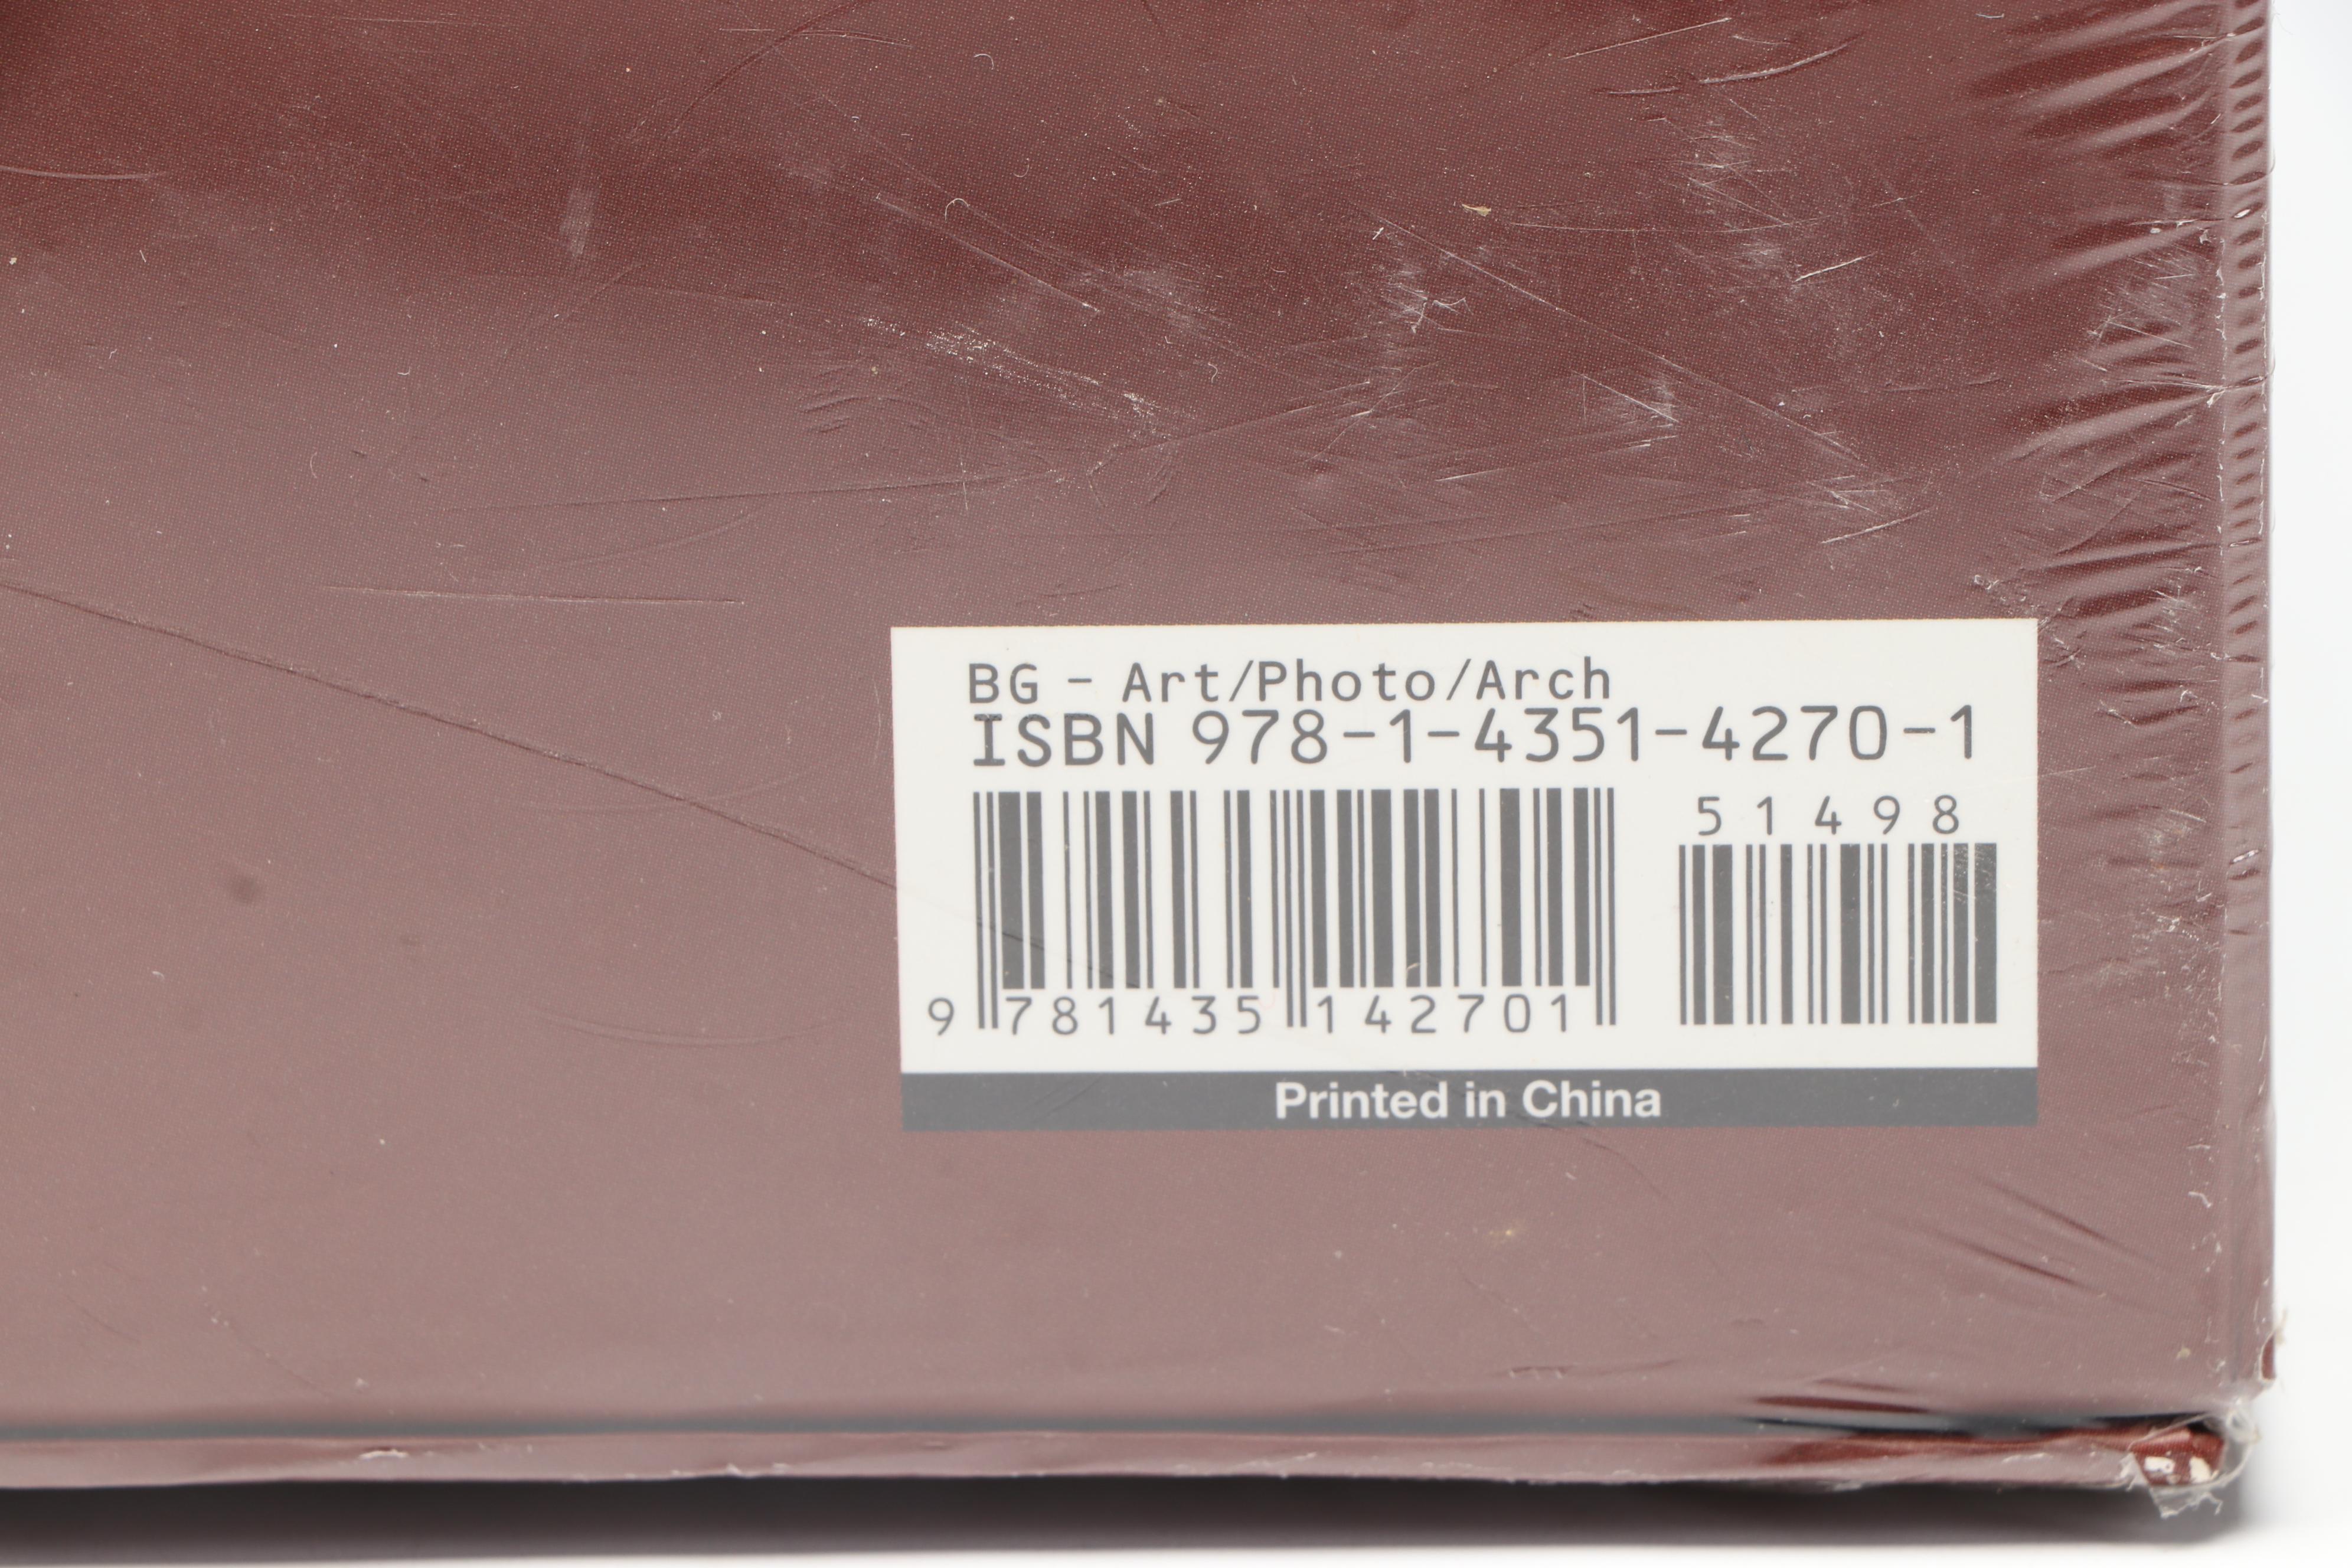 BG - Art/Photo/Arch
ISBN 978-1-4351-4270-1
51498
9 781435 142701
Printed in China